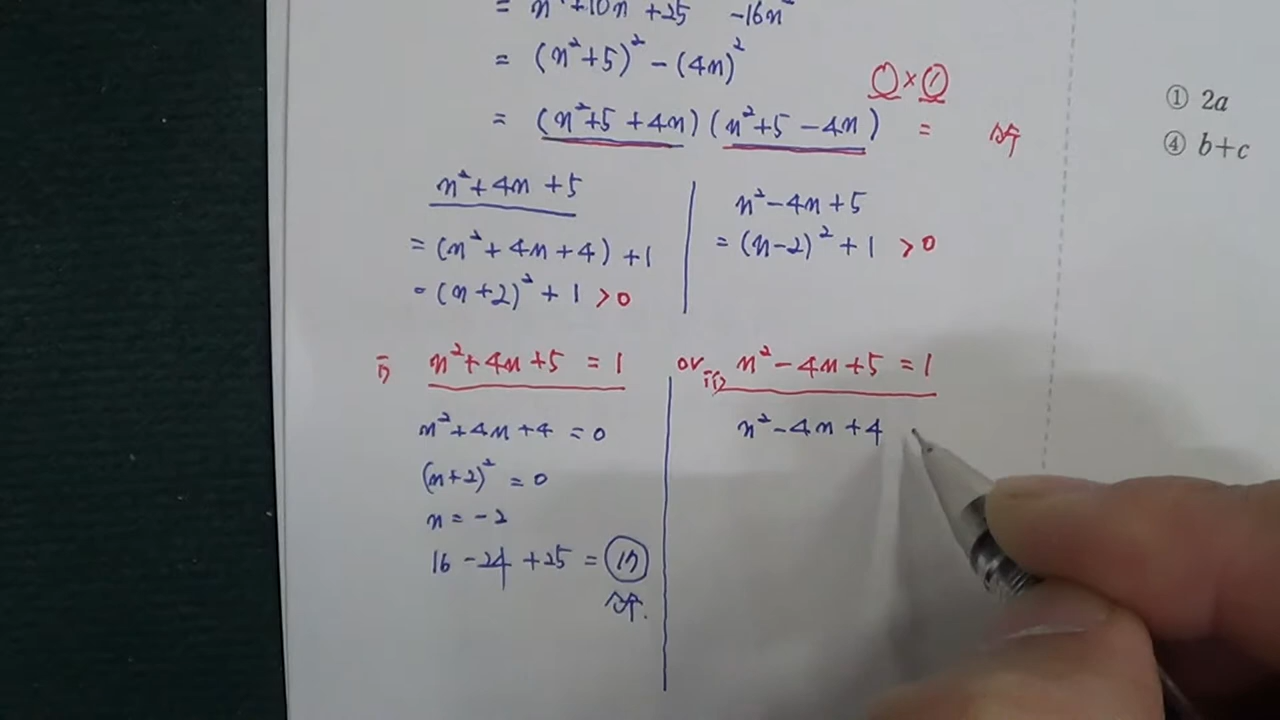 = n⁴+10n²+25 -16n²
= (n²+5)² - (4n)²
① × ①
= (n²+5+4n)(n²+5-4n) = 소수
n²+4n+5
= (n²+4n+4)+1
= (n+2)²+1 >0
n²-4n+5
= (n-2)²+1 >0
i) n²+4n+5 = 1
n²+4n+4 = 0
(n+2)² = 0
n = -2
16 -24 +25 = 17
소수.
or ii) n²-4n+5 = 1
n²-4n+4
① 2a
④ b+c